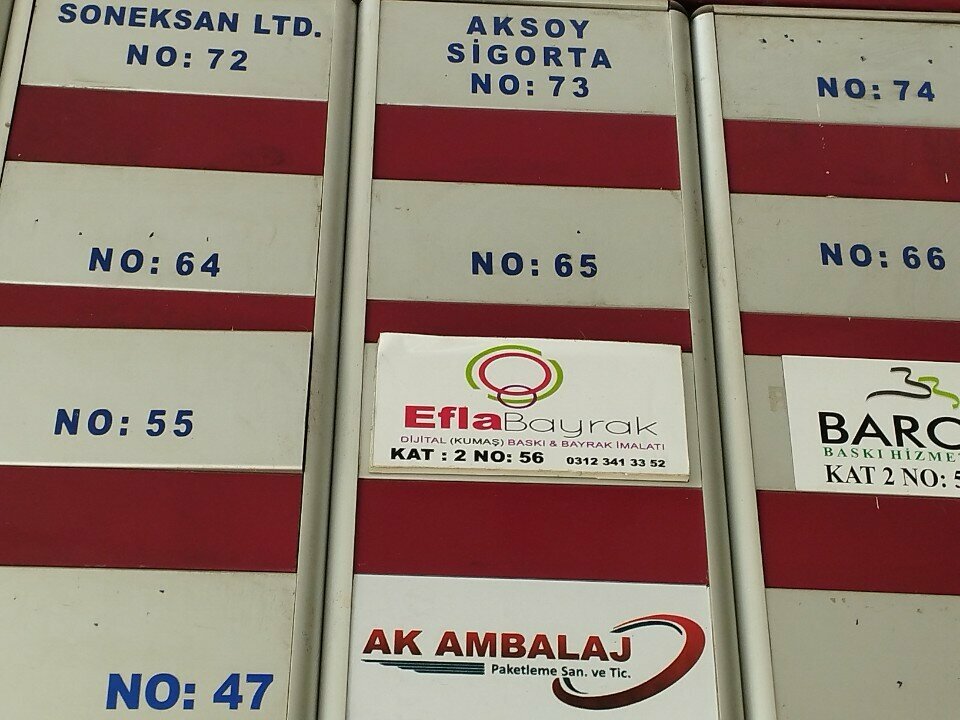 SONEKSAN LTD.
NO: 72
AKSOY
SİGORTA
NO: 73
NO: 74
NO: 64
NO: 65
NO: 66
NO: 55
EflaBayrak
DİJİTAL (KUMAŞ) BASKI & BAYRAK İMALATI
KAT : 2 NO: 56 0312 341 33 52
BARO
BASKI HİZMET
KAT 2 NO: 5
NO: 47
AK AMBALAJ
Paketleme San. ve Tic.